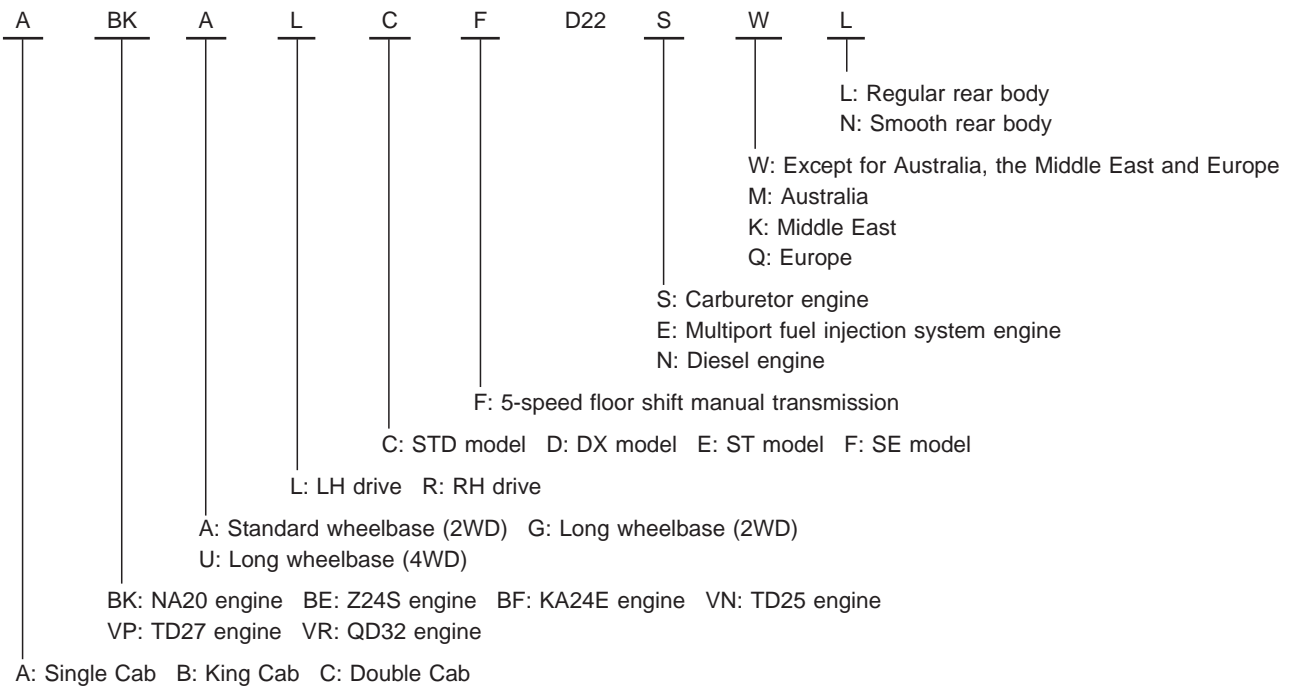 A BK A L C F D22 S W L
L: Regular rear body
N: Smooth rear body
W: Except for Australia, the Middle East and Europe
M: Australia
K: Middle East
Q: Europe
S: Carburetor engine
E: Multiport fuel injection system engine
N: Diesel engine
F: 5-speed floor shift manual transmission
C: STD model D: DX model E: ST model F: SE model
L: LH drive R: RH drive
A: Standard wheelbase (2WD) G: Long wheelbase (2WD)
U: Long wheelbase (4WD)
BK: NA20 engine BE: Z24S engine BF: KA24E engine VN: TD25 engine
VP: TD27 engine VR: QD32 engine
A: Single Cab B: King Cab C: Double Cab